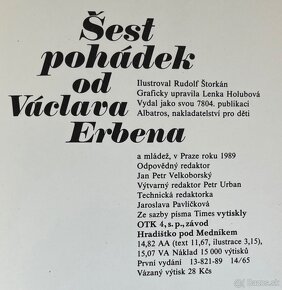 Šest
pohádek
od
Václava
Erbena
Ilustroval Rudolf Štorkán
Graficky upravila Lenka Holubová
Vydal jako svou 7804. publikaci
Albatros, nakladatelství pro děti
a mládež, v Praze roku 1989
Odpovědný redaktor
Jan Petr Velkoborský
Výtvarný redaktor Petr Urban
Technická redaktorka
Jaroslava Pavlíčková
Ze sazby písma Times vytiskly
OTK 4, s. p., závod
Hradištko pod Medníkem
14,82 AA (text 11,67, ilustrace 3,15),
15,07 VA Náklad 15 000 výtisků
První vydání 13-821-89 14/65
Vázaný výtisk 28 Kčs
bazar.sk